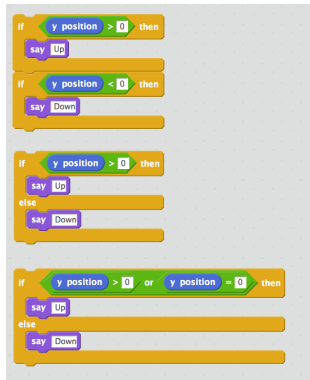 if y position > 0 then
say Up
if y position < 0 then
say Down
if y position > 0 then
say Up
else
say Down
if y position > 0 or y position = 0 then
say Up
else
say Down